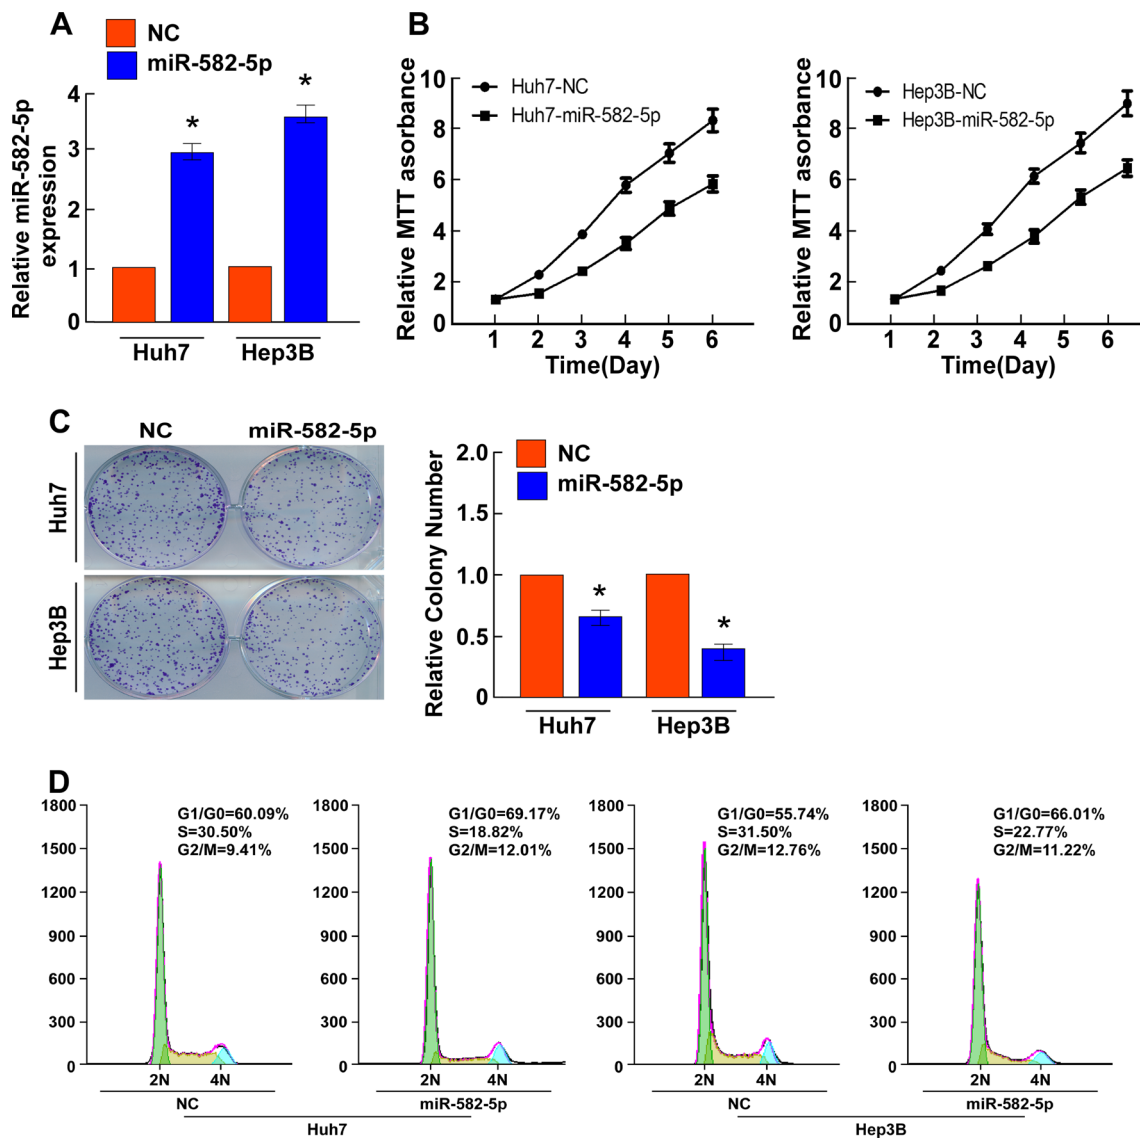 A
NC
miR-582-5p
Relative miR-582-5p
expression
4
3
2
1
0
*
*
Huh7
Hep3B
B
Relative MTT asorbance
10
8
6
4
2
0
Huh7-NC
Huh7-miR-582-5p
1 2 3 4 5 6
Time(Day)
Relative MTT asorbance
10
8
6
4
2
0
Hep3B-NC
Hep3B-miR-582-5p
1 2 3 4 5 6
Time(Day)
C
NC miR-582-5p
Huh7
Hep3B
Relative Colony Number
2.0
1.5
1.0
0.5
0
NC
miR-582-5p
*
*
Huh7
Hep3B
D
1800
1500
1200
900
600
300
0
G1/G0=60.09%
S=30.50%
G2/M=9.41%
2N 4N
NC
1800
1500
1200
900
600
300
0
G1/G0=69.17%
S=18.82%
G2/M=12.01%
2N 4N
miR-582-5p
Huh7
1800
1500
1200
900
600
300
0
G1/G0=55.74%
S=31.50%
G2/M=12.76%
2N 4N
NC
1800
1500
1200
900
600
300
0
G1/G0=66.01%
S=22.77%
G2/M=11.22%
2N 4N
miR-582-5p
Hep3B